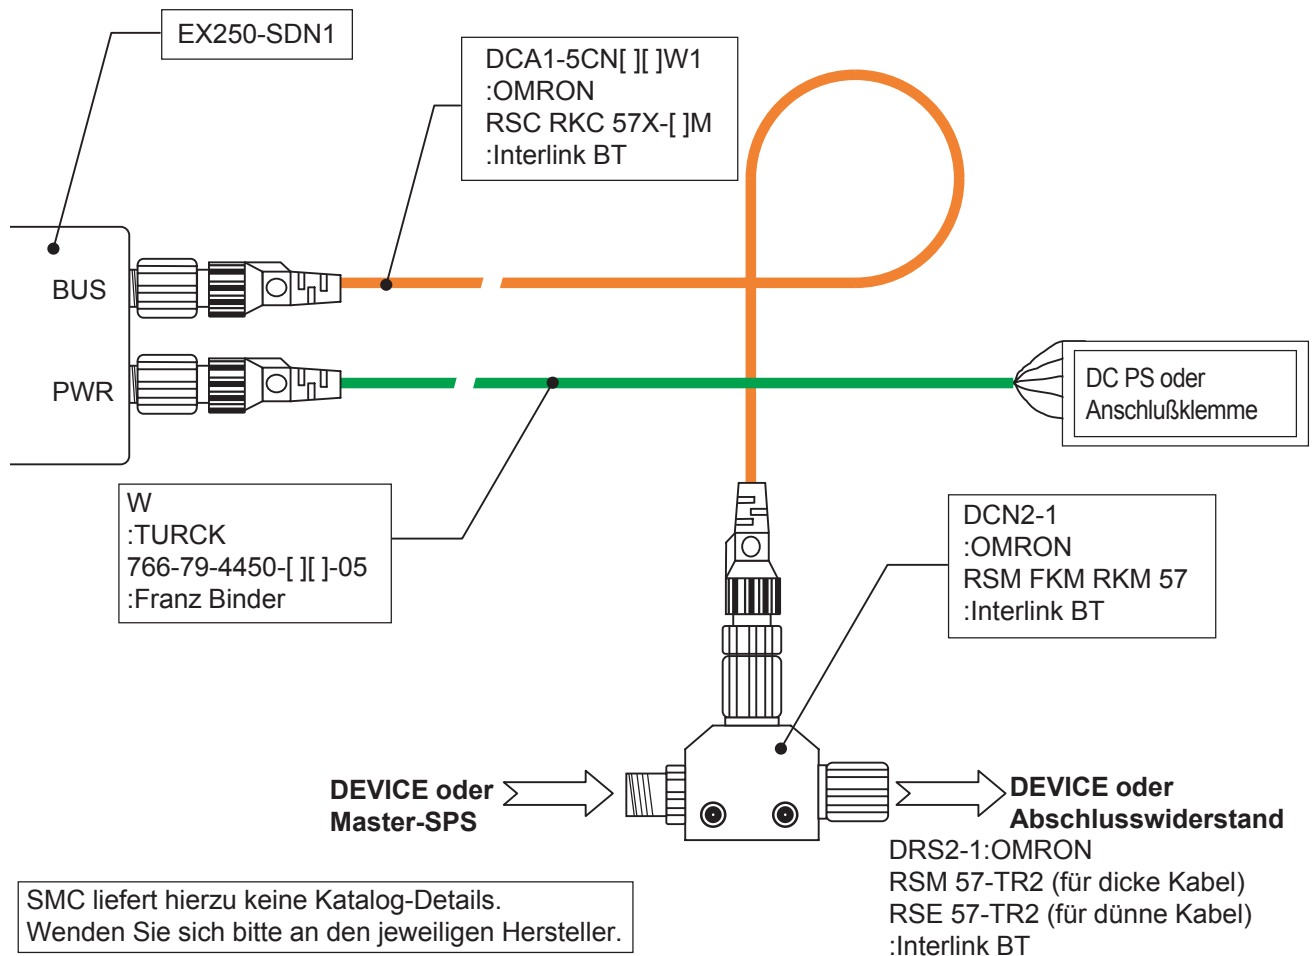 EX250-SDN1
DCA1-5CN[ ][ ]W1
:OMRON
RSC RKC 57X-[ ]M
:Interlink BT
BUS
PWR
DC PS oder
Anschlußklemme
W
:TURCK
766-79-4450-[ ][ ]-05
:Franz Binder
DCN2-1
:OMRON
RSM FKM RKM 57
:Interlink BT
DEVICE oder
Master-SPS
DEVICE oder
Abschlusswiderstand
DRS2-1:OMRON
RSM 57-TR2 (für dicke Kabel)
RSE 57-TR2 (für dünne Kabel)
:Interlink BT
SMC liefert hierzu keine Katalog-Details.
Wenden Sie sich bitte an den jeweiligen Hersteller.